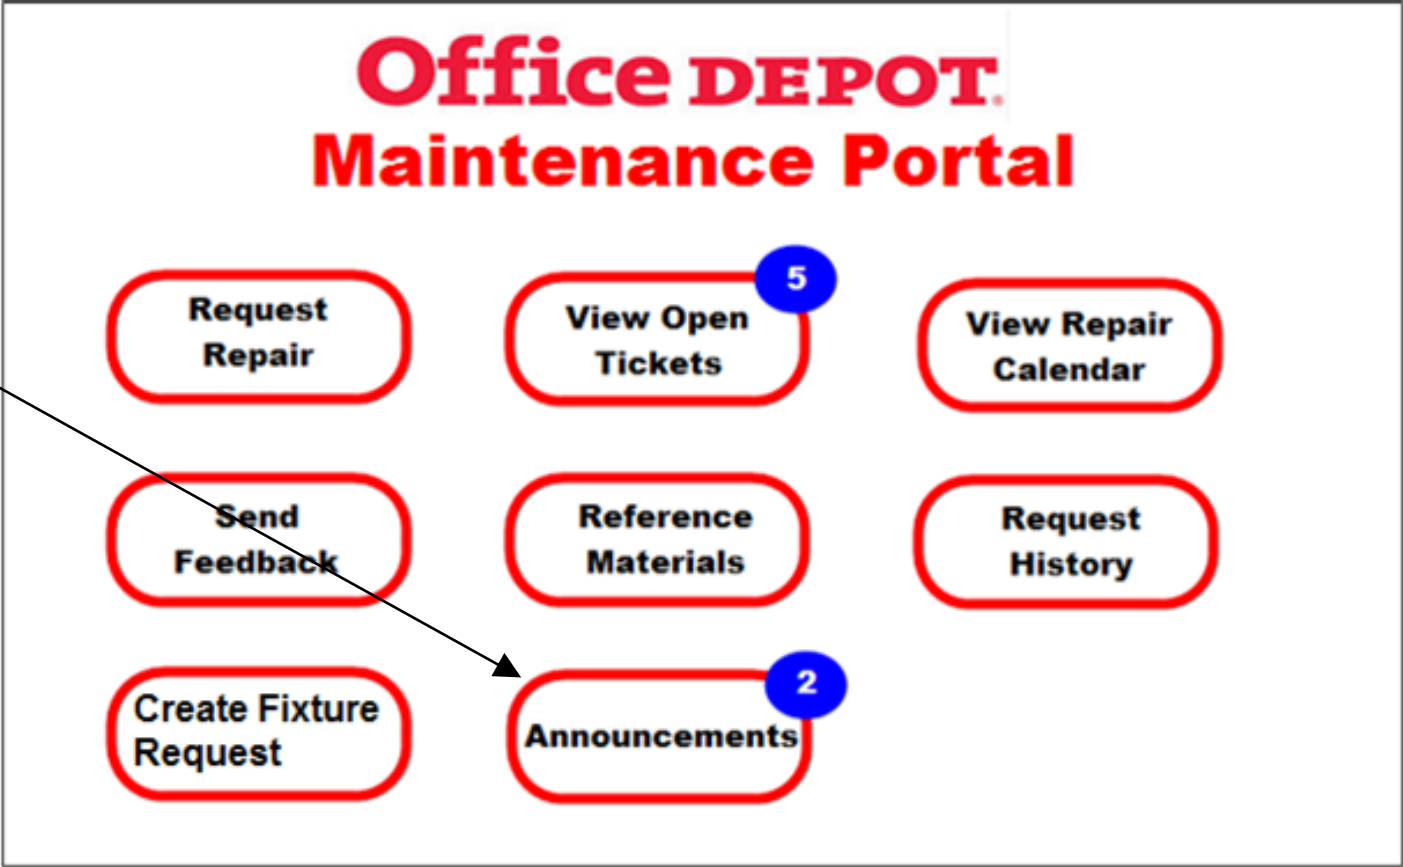 Office DEPOT®
Maintenance Portal
Request
Repair
5
View Open
Tickets
View Repair
Calendar
Send
Feedback
Reference
Materials
Request
History
Create Fixture
Request
2
Announcements